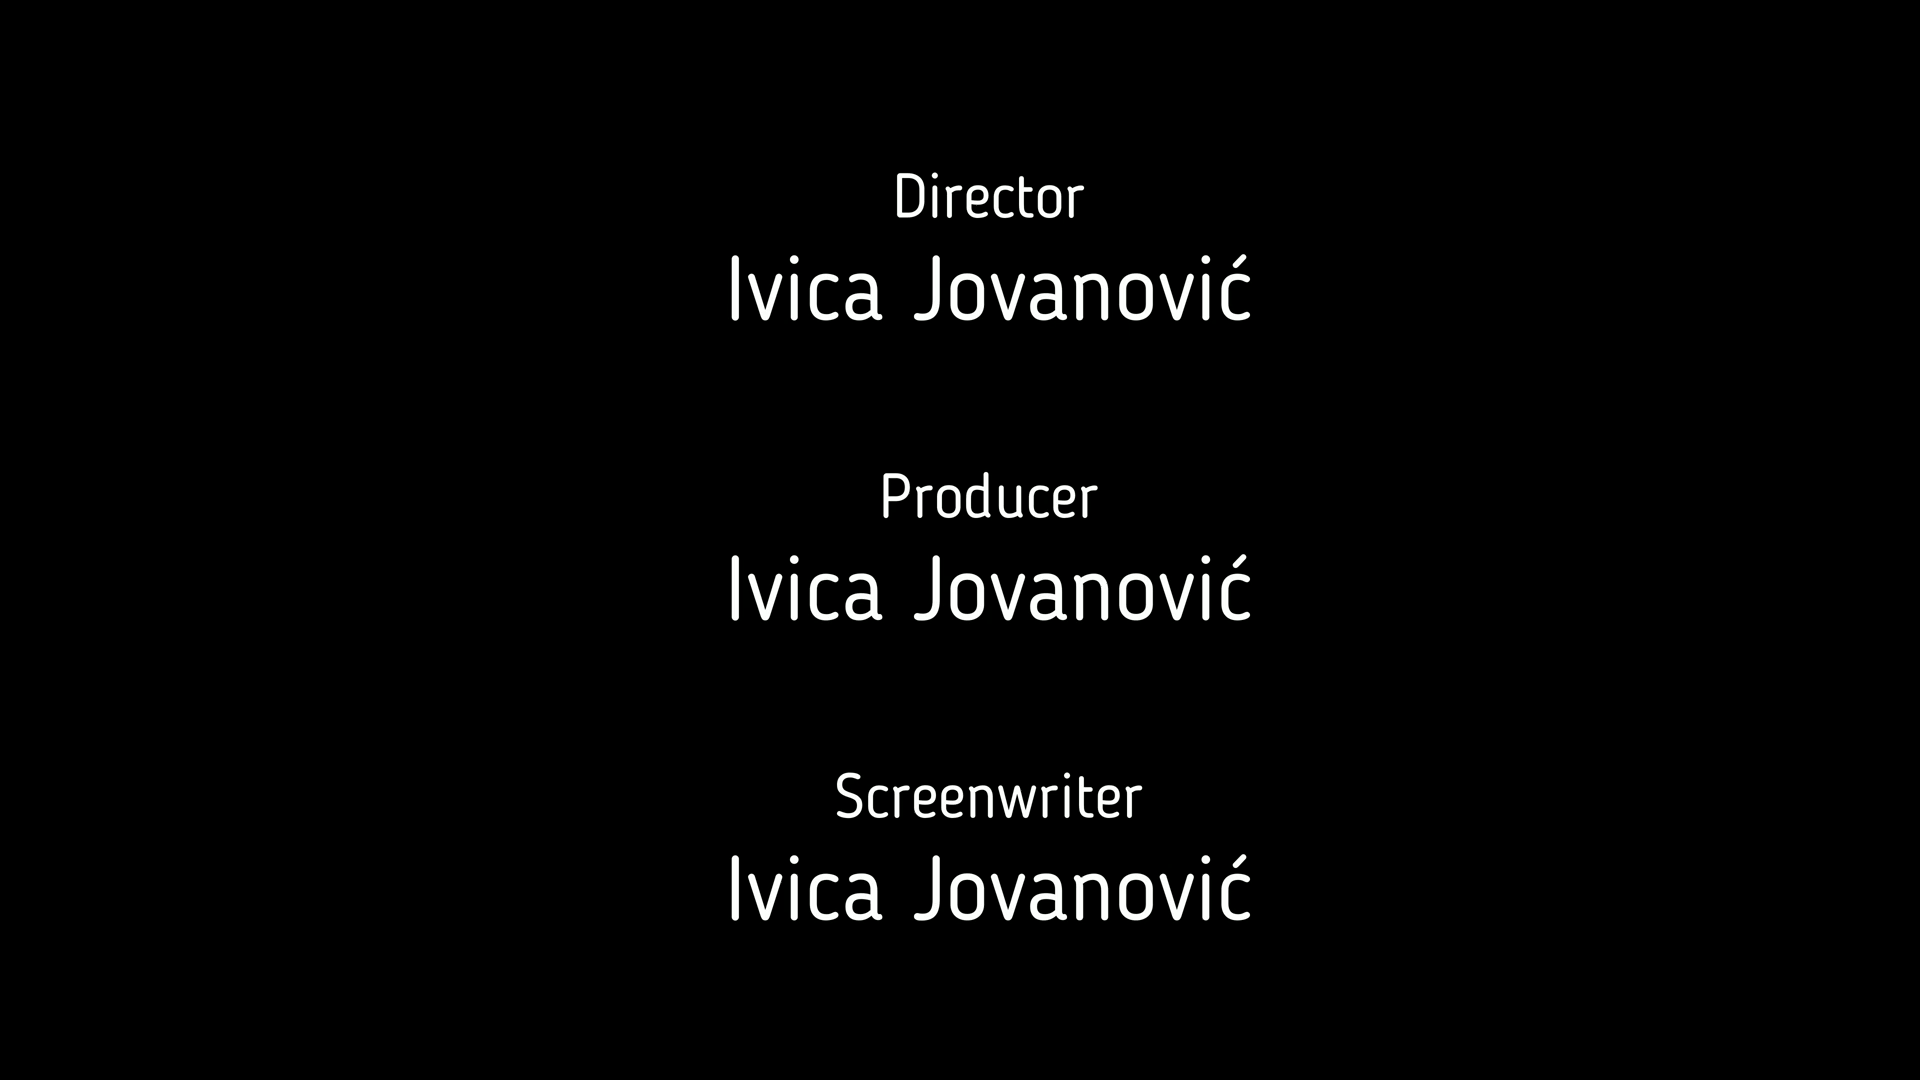 Director
Ivica Jovanović
Producer
Ivica Jovanović
Screenwriter
Ivica Jovanović